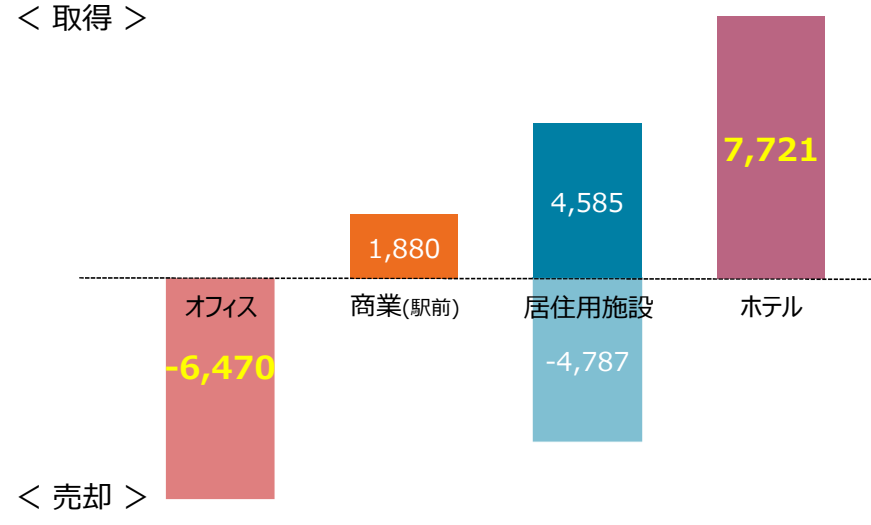 ＜ 取得 ＞
7,721
4,585
1,880
オフィス
商業(駅前)
居住用施設
ホテル
-6,470
-4,787
＜ 売却 ＞